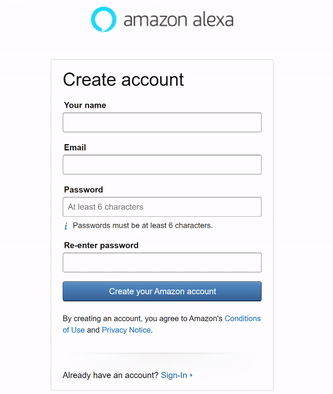 amazon alexa
Create account
Your name
Email
Password
At least 6 characters
i Passwords must be at least 6 characters.
Re-enter password
Create your Amazon account
By creating an account, you agree to Amazon's Conditions
of Use and Privacy Notice.
Already have an account? Sign-In